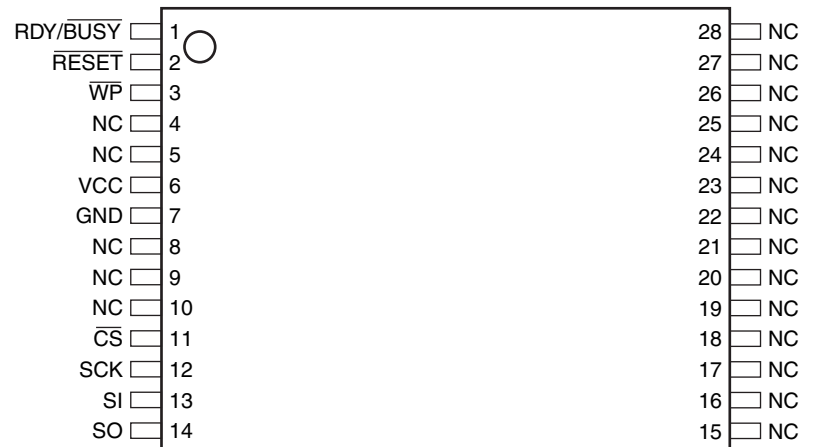 RDY/BUSY 1 28 NC
RESET 2 27 NC
WP 3 26 NC
NC 4 25 NC
NC 5 24 NC
VCC 6 23 NC
GND 7 22 NC
NC 8 21 NC
NC 9 20 NC
NC 10 19 NC
CS 11 18 NC
SCK 12 17 NC
SI 13 16 NC
SO 14 15 NC